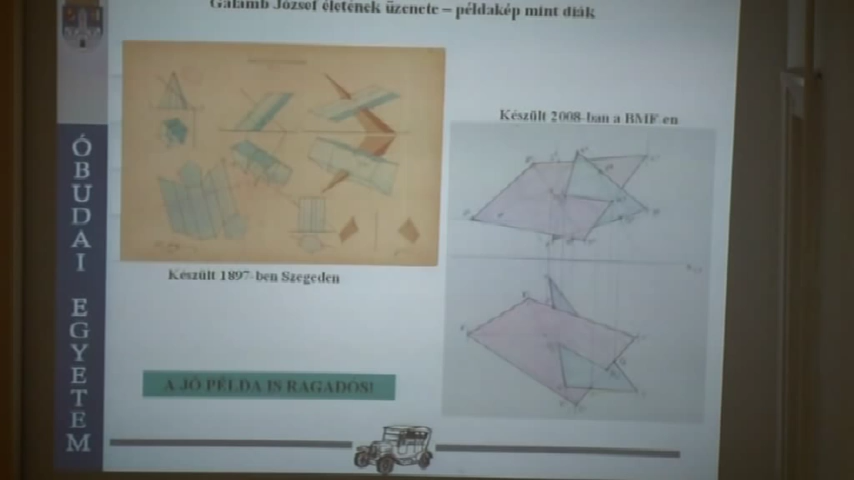 Galamb József életének üzenete – példakép mint diák
Készült 2008-ban a BMF-en
Készült 1897-ben Szegeden
A JÓ PÉLDA IS RAGADÓS!
ÓBUDAI EGYETEM